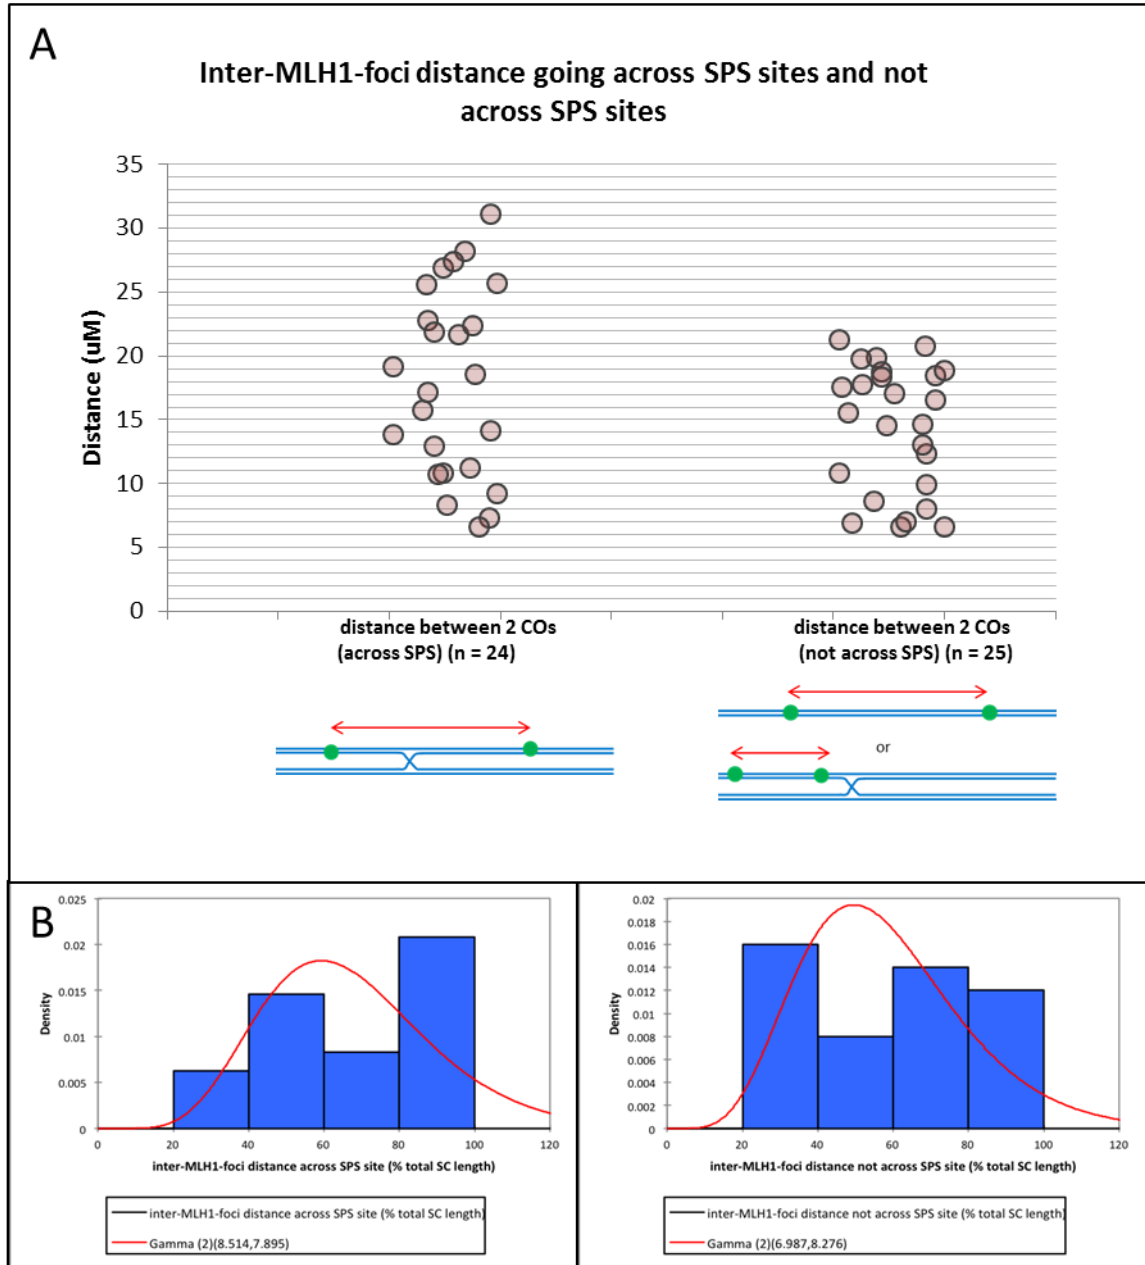 A
Inter-MLH1-foci distance going across SPS sites and not
across SPS sites
Distance (uM)
35
30
25
20
15
10
5
0
distance between 2 COs
(across SPS) (n = 24)
distance between 2 COs
(not across SPS) (n = 25)
or
B
Density
0.025
0.02
0.015
0.01
0.005
0
0 20 40 60 80 100 120
inter-MLH1-foci distance across SPS site (% total SC length)
inter-MLH1-foci distance across SPS site (% total SC length)
Gamma (2)(8.514,7.895)
Density
0.02
0.018
0.016
0.014
0.012
0.01
0.008
0.006
0.004
0.002
0
0 20 40 60 80 100 120
inter-MLH1-foci distance not across SPS site (% total SC length)
inter-MLH1-foci distance not across SPS site (% total SC length)
Gamma (2)(6.987,8.276)